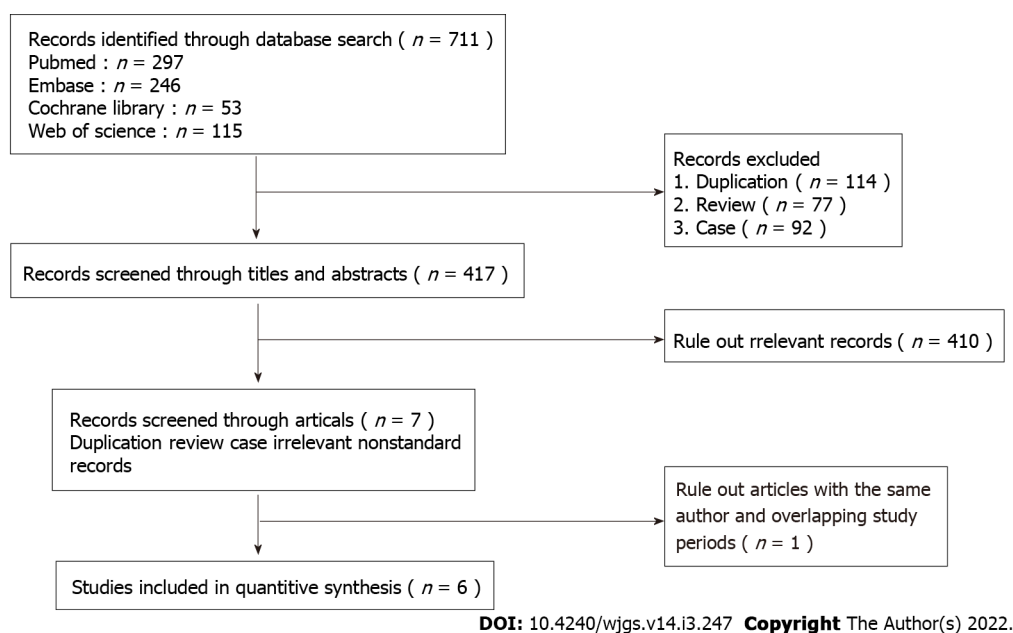 Records identified through database search ( n = 711 )
Pubmed : n = 297
Embase : n = 246
Cochrane library : n = 53
Web of science : n = 115
Records excluded
1. Duplication ( n = 114 )
2. Review ( n = 77 )
3. Case ( n = 92 )
Records screened through titles and abstracts ( n = 417 )
Rule out rrelevant records ( n = 410 )
Records screened through articals ( n = 7 )
Duplication review case irrelevant nonstandard
records
Rule out articles with the same
author and overlapping study
periods ( n = 1 )
Studies included in quantitive synthesis ( n = 6 )
DOI: 10.4240/wjgs.v14.i3.247 Copyright The Author(s) 2022.